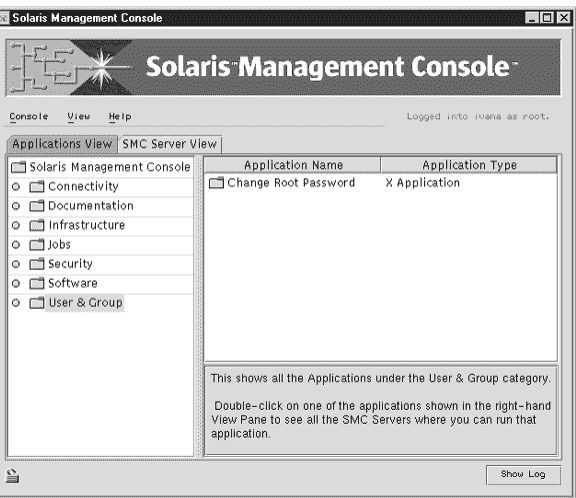 Solaris Management Console
Solaris™Management Console™
Console View Help
Logged into ivana as root.
Applications View SMC Server View
Solaris Management Console
Connectivity
Documentation
Infrastructure
Jobs
Security
Software
User & Group
Application Name Application Type
Change Root Password X Application
This shows all the Applications under the User & Group category.
Double-click on one of the applications shown in the right-hand
View Pane to see all the SMC Servers where you can run that
application.
Show Log